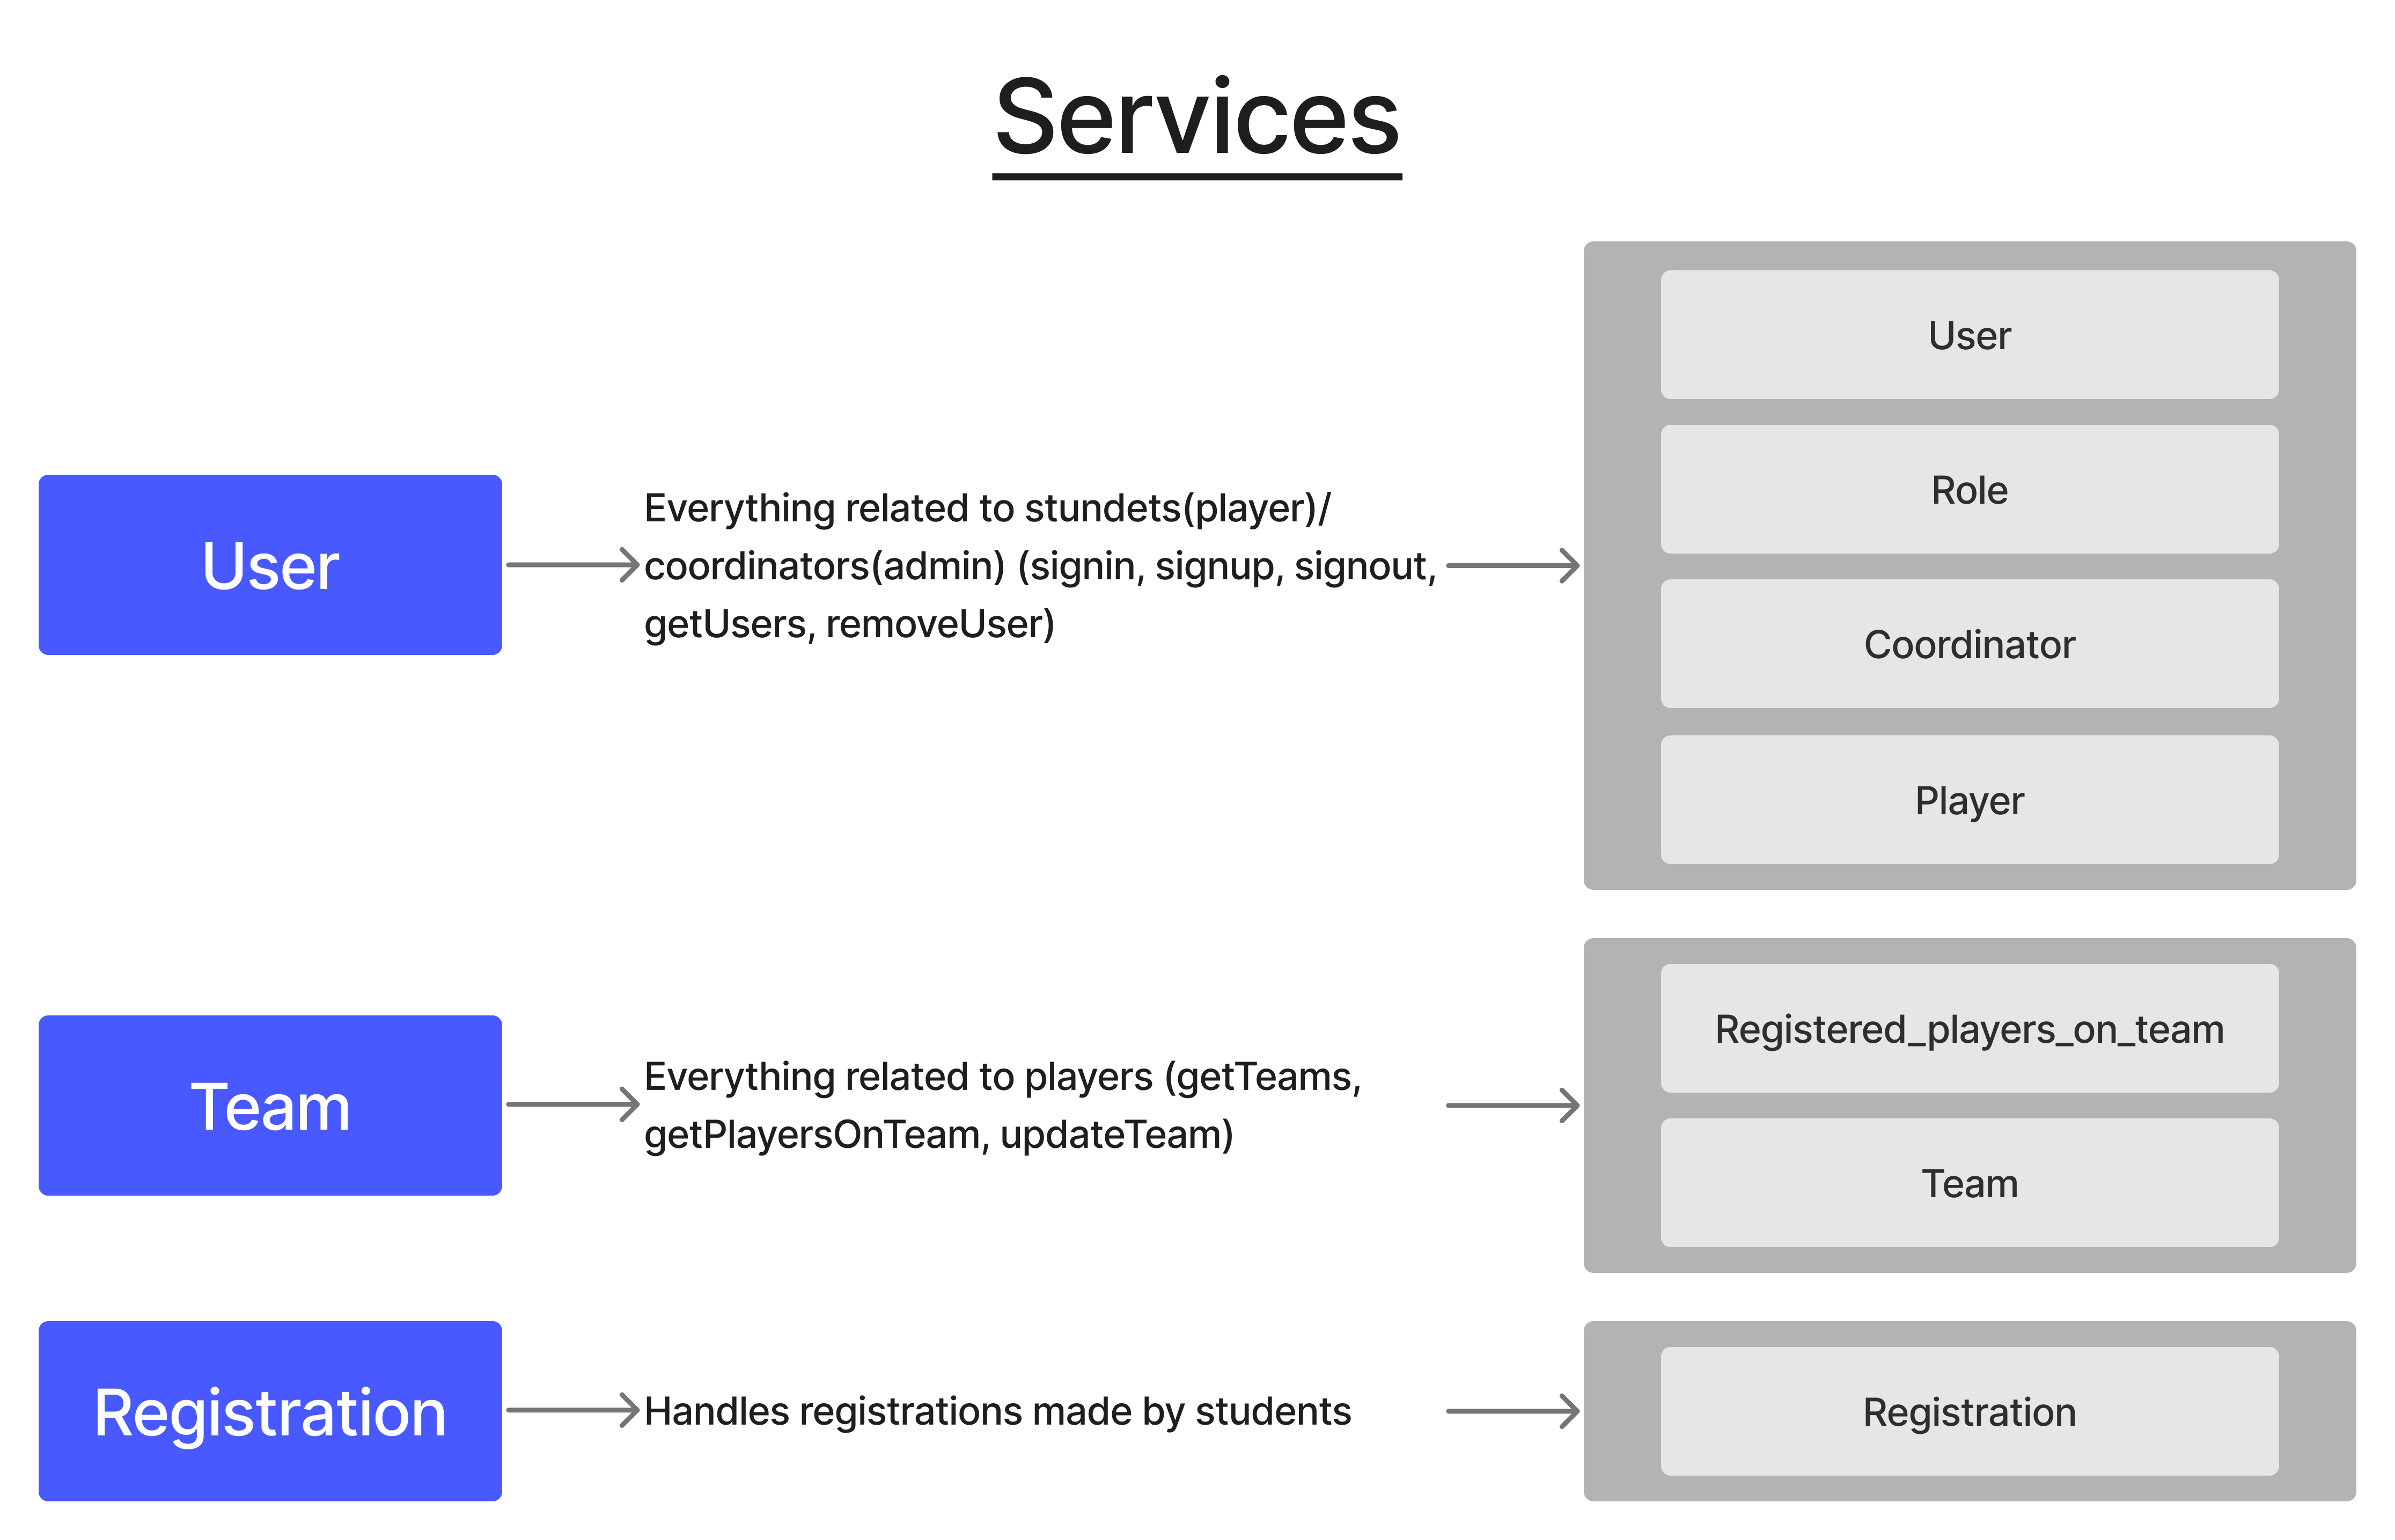 Services
User
Everything related to stundets(player)/
coordinators(admin) (signin, signup, signout,
getUsers, removeUser)
User
Role
Coordinator
Player
Team
Everything related to players (getTeams,
getPlayersOnTeam, updateTeam)
Registered_players_on_team
Team
Registration
Handles registrations made by students
Registration